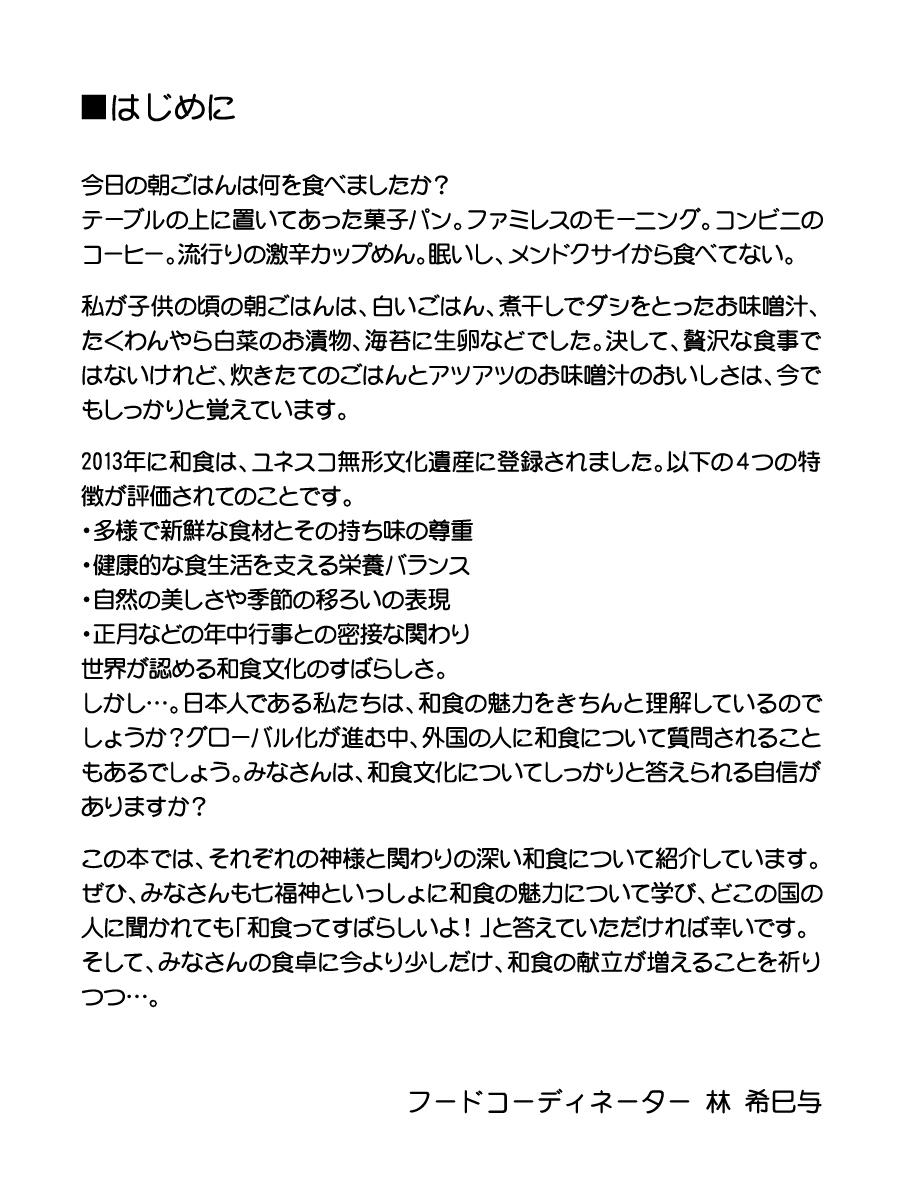 ■はじめに
今日の朝ごはんは何を食べましたか？
テーブルの上に置いてあった菓子パン。ファミレスのモーニング。コンビニの
コーヒー。流行りの激辛カップめん。眠いし、メンドクサイから食べてない。
私が子供の頃の朝ごはんは、白いごはん、煮干しでダシをとったお味噌汁、
たくわんやら白菜のお漬物、海苔に生卵などでした。決して、贅沢な食事で
はないけれど、炊きたてのごはんとアツアツのお味噌汁のおいしさは、今で
もしっかりと覚えています。
2013年に和食は、ユネスコ無形文化遺産に登録されました。以下の４つの特
徴が評価されてのことです。
・多様で新鮮な食材とその持ち味の尊重
・健康的な食生活を支える栄養バランス
・自然の美しさや季節の移ろいの表現
・正月などの年中行事との密接な関わり
世界が認める和食文化のすばらしさ。
しかし…。日本人である私たちは、和食の魅力をきちんと理解しているので
しょうか？グローバル化が進む中、外国の人に和食について質問されること
もあるでしょう。みなさんは、和食文化についてしっかりと答えられる自信が
ありますか？
この本では、それぞれの神様と関わりの深い和食について紹介しています。
ぜひ、みなさんも七福神といっしょに和食の魅力について学び、どこの国の
人に聞かれても「和食ってすばらしいよ！」と答えていただければ幸いです。
そして、みなさんの食卓に今より少しだけ、和食の献立が増えることを祈り
つつ…。
フードコーディネーター 林 希巳与